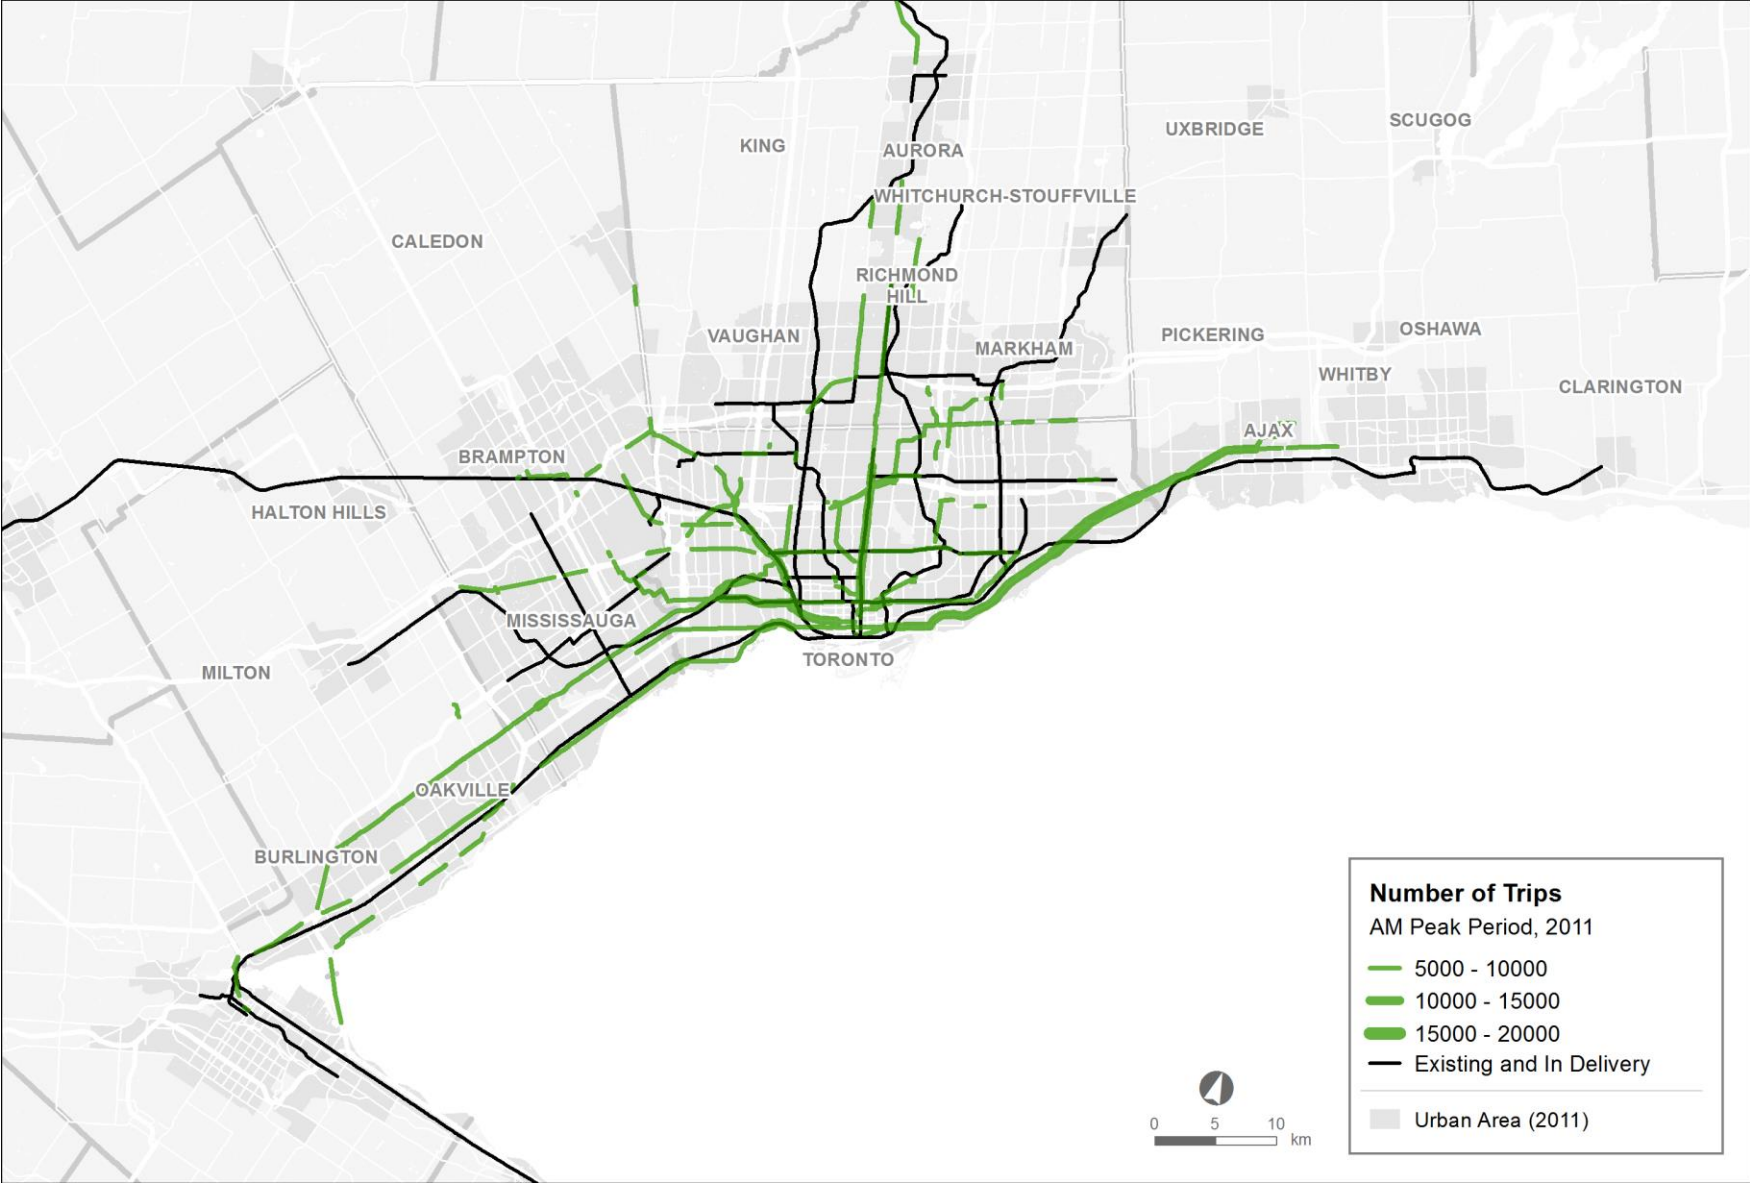 SCUGOG
UXBRIDGE
KING
AURORA
WHITCHURCH-STOUFFVILLE
CALEDON
RICHMOND
HILL
VAUGHAN
MARKHAM
PICKERING
OSHAWA
WHITBY
CLARINGTON
AJAX
BRAMPTON
HALTON HILLS
MISSISSAUGA
TORONTO
MILTON
OAKVILLE
BURLINGTON
Number of Trips
AM Peak Period, 2011
5000 - 10000
10000 - 15000
15000 - 20000
Existing and In Delivery
Urban Area (2011)
0 5 10
km